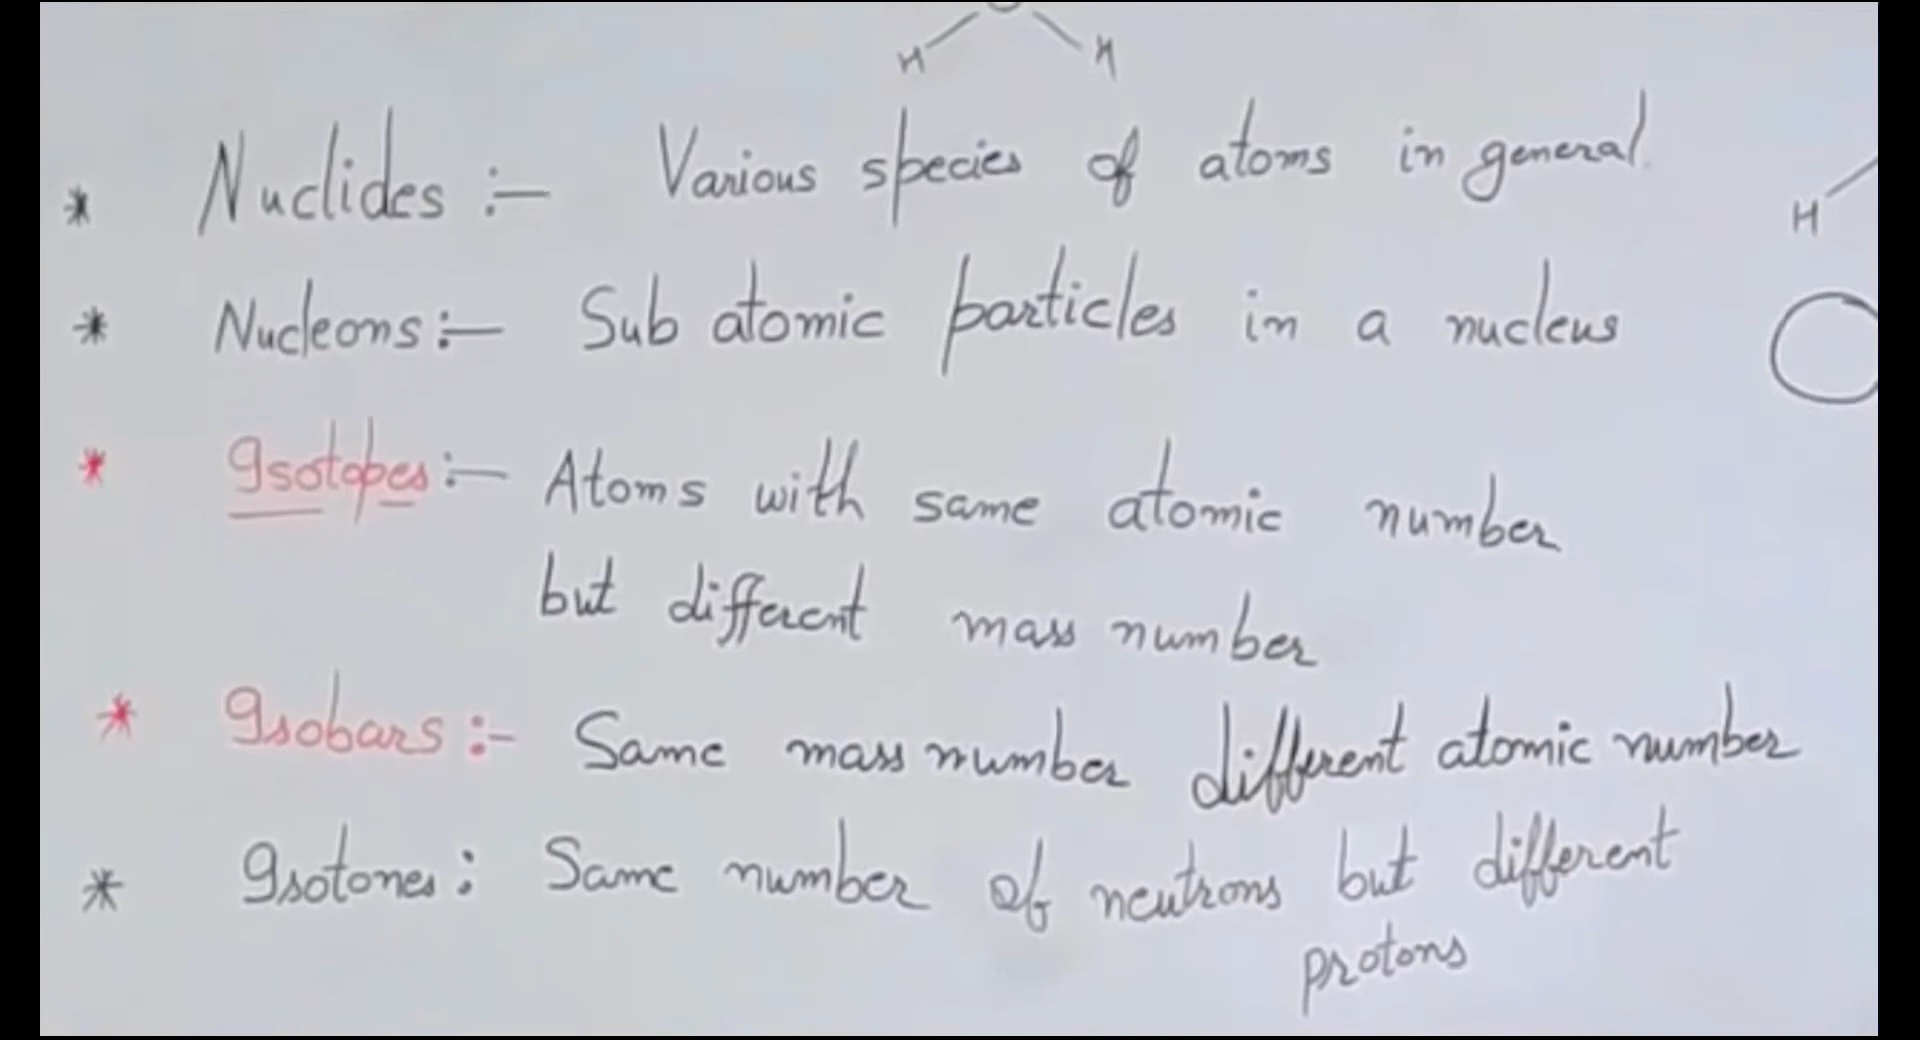 H H
* Nuclides :- Various species of atoms in general
H
* Nucleons :- Sub atomic particles in a nucleus
* Isotopes :- Atoms with same atomic number
but different mass number
* Isobars :- Same mass number different atomic number
* Isotones : Same number of neutrons but different
protons